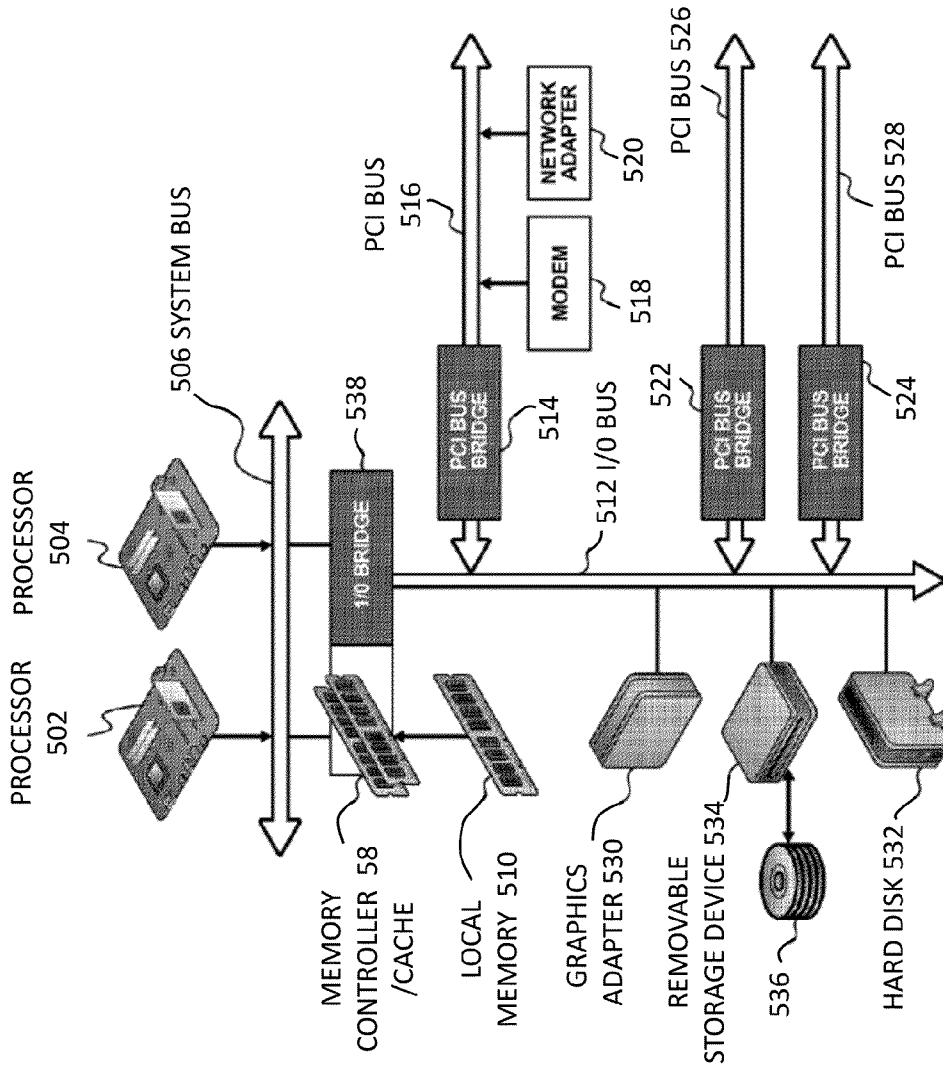 PROCESSOR
502
PROCESSOR
504
506 SYSTEM BUS
MEMORY
CONTROLLER 58
/CACHE
I/0 BRIDGE
538
LOCAL
MEMORY 510
PCI BUS
516
PCI BUS
BRIDGE
514
MODEM
518
NETWORK
ADAPTER
520
512 I/0 BUS
GRAPHICS
ADAPTER 530
REMOVABLE
STORAGE DEVICE 534
536
522
PCI BUS
BRIDGE
PCI BUS 526
HARD DISK 532
PCI BUS
BRIDGE
524
PCI BUS 528